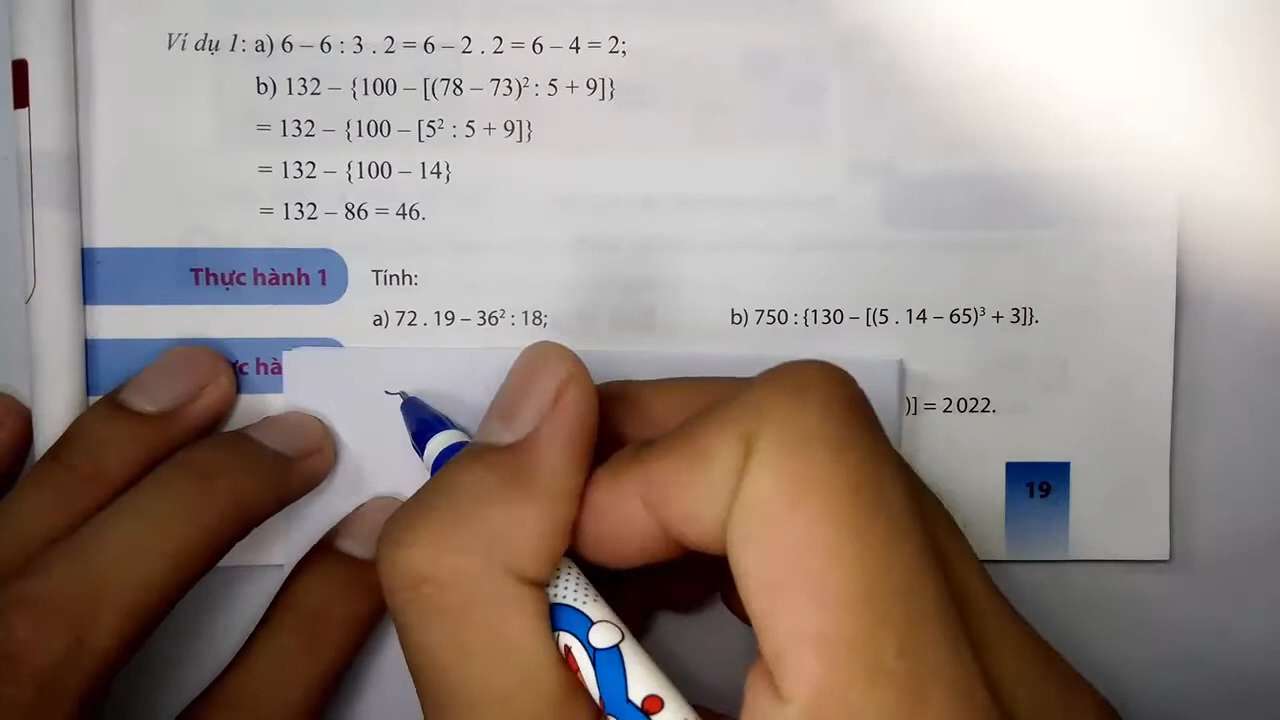 Ví dụ 1: a) 6 – 6 : 3 . 2 = 6 – 2 . 2 = 6 – 4 = 2;
b) 132 – {100 – [(78 – 73)² : 5 + 9]}
= 132 – {100 – [5² : 5 + 9]}
= 132 – {100 – 14}
= 132 – 86 = 46.
Thực hành 1 Tính:
a) 72 . 19 – 36² : 18; b) 750 : {130 – [(5 . 14 – 65)³ + 3]}.
)] = 2 022.
19